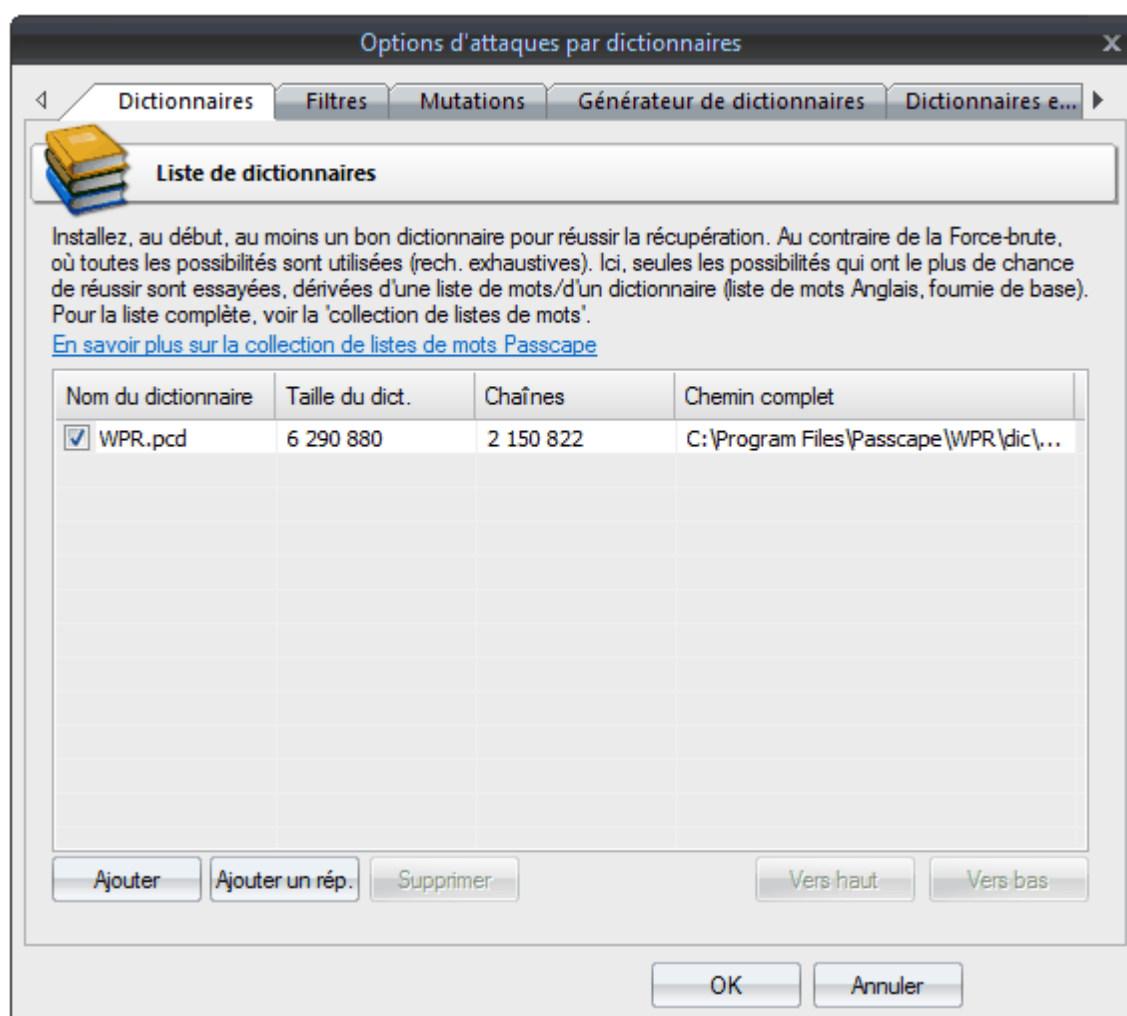 Options d'attaques par dictionnaires
Dictionnaires Filtres Mutations Générateur de dictionnaires Dictionnaires e...
Liste de dictionnaires
Installez, au début, au moins un bon dictionnaire pour réussir la récupération. Au contraire de la Force-brute,
où toutes les possibilités sont utilisées (rech. exhaustives). Ici, seules les possibilités qui ont le plus de chance
de réussir sont essayées, dérivées d'une liste de mots/d'un dictionnaire (liste de mots Anglais, fournie de base).
Pour la liste complète, voir la 'collection de listes de mots'.
En savoir plus sur la collection de listes de mots Passcape
Nom du dictionnaire Taille du dict. Chaînes Chemin complet
WPR.pcd 6 290 880 2 150 822 C:\Program Files\Passcape\WPR\dic\...
Ajouter Ajouter un rép. Supprimer Vers haut Vers bas
OK Annuler